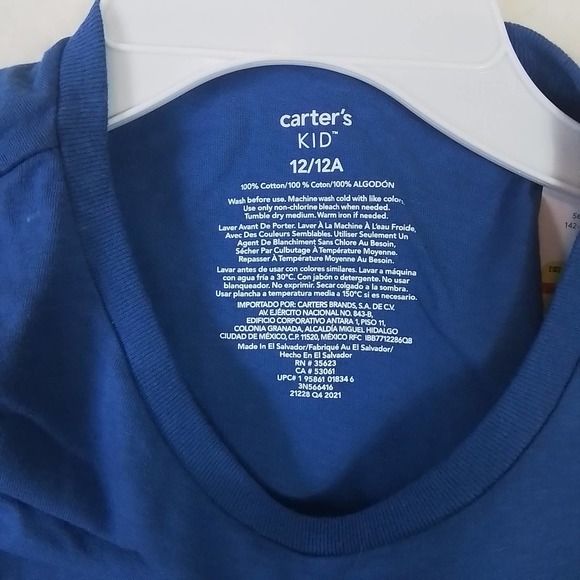 carter's
KID™
12/12A
100% Cotton/100 % Coton/100% ALGODÓN
Wash before use. Machine wash cold with like color
Use only non-chlorine bleach when needed.
Tumble dry medium. Warm iron if needed.
Laver Avant De Porter. Laver À La Machine À L'eau Froide,
Avec Des Couleurs Semblables. Utiliser Seulement Un
Agent De Blanchiment Sans Chlore Au Besoin,
Sécher Par Culbutage À Température Moyenne.
Repasser À Température Moyenne Au Besoin.
Lavar antes de usar con colores similares. Lavar a máquina
con agua fría a 30°C. Con jabón o detergente. No usar
blanqueador. No exprimir. Secar colgado a la sombra.
Usar plancha a temperatura media a 150°C si es necesario.
IMPORTADO POR: CARTERS BRANDS, S.A. DE C.V.
AV. EJÉRCITO NACIONAL NO. 843-B,
EDIFICIO CORPORATIVO ANTARA 1, PISO 11,
COLONIA GRANADA, ALCALDÍA MIGUEL HIDALGO
CIUDAD DE MÉXICO, C.P. 11520, MÉXICO RFC IBB7712286Q8
Made In El Salvador/Fabriqué Au El Salvador/
Hecho En El Salvador
RN # 35623
CA # 53061
UPC# 1 95861 01834 6
3N566416
21228 Q4 2021